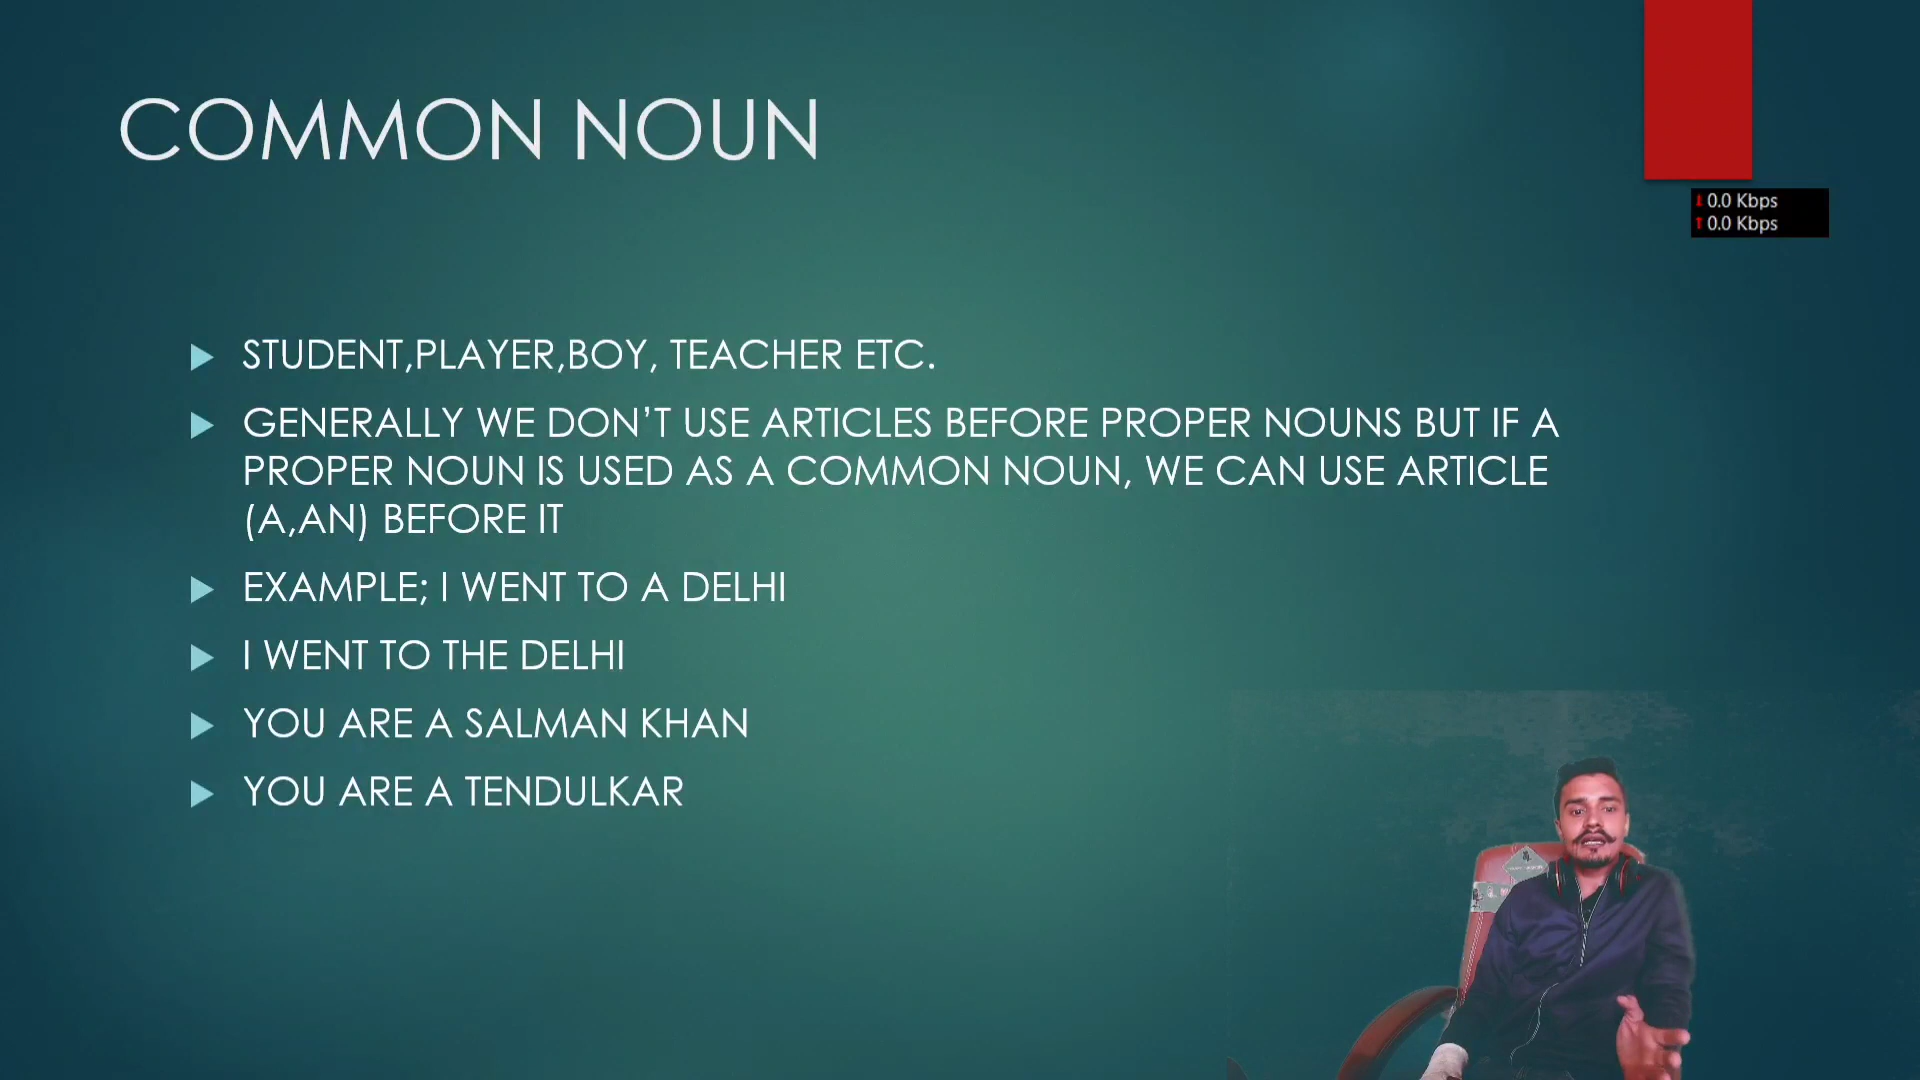 COMMON NOUN
0.0 Kbps
0.0 Kbps
STUDENT,PLAYER,BOY, TEACHER ETC.
GENERALLY WE DON’T USE ARTICLES BEFORE PROPER NOUNS BUT IF A
PROPER NOUN IS USED AS A COMMON NOUN, WE CAN USE ARTICLE
(A,AN) BEFORE IT
EXAMPLE; I WENT TO A DELHI
I WENT TO THE DELHI
YOU ARE A SALMAN KHAN
YOU ARE A TENDULKAR